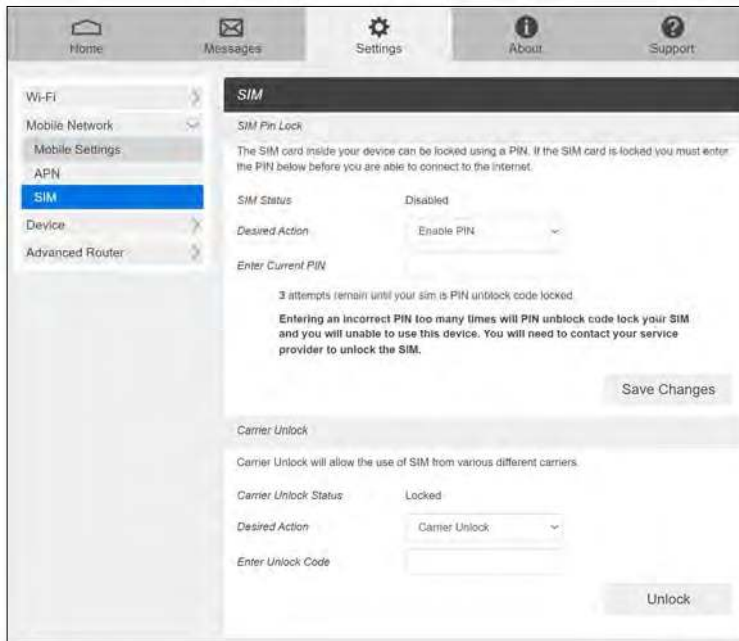 Home
Messages
Settings
About
Support
Wi-Fi
Mobile Network
Mobile Settings
APN
SIM
Device
Advanced Router
SIM
SIM Pin Lock
The SIM card inside your device can be locked using a PIN. If the SIM card is locked you must enter
the PIN below before you are able to connect to the Internet.
SIM Status Disabled
Desired Action Enable PIN
Enter Current PIN
3 attempts remain until your sim is PIN unblock code locked
Entering an incorrect PIN too many times will PIN unblock code lock your SIM
and you will unable to use this device. You will need to contact your service
provider to unlock the SIM.
Save Changes
Carrier Unlock
Carrier Unlock will allow the use of SIM from various different carriers.
Carrier Unlock Status Locked
Desired Action Carrier Unlock
Enter Unlock Code
Unlock